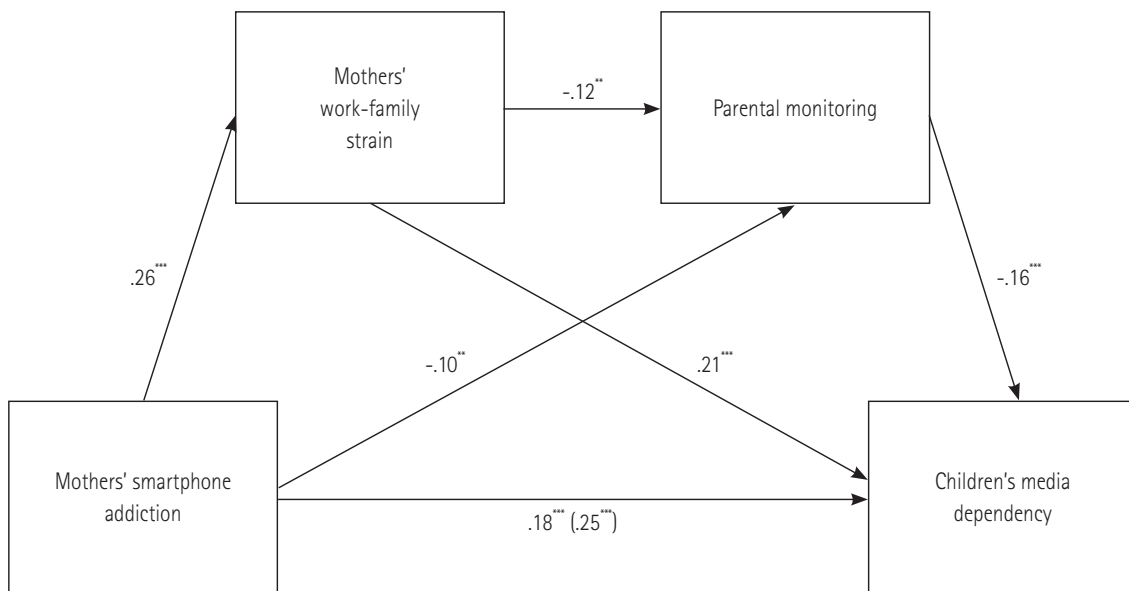 Mothers'
work-family
strain
-.12**
Parental monitoring
.26***
-.16***
-.10**
.21***
Mothers' smartphone
addiction
.18*** (.25***)
Children's media
dependency